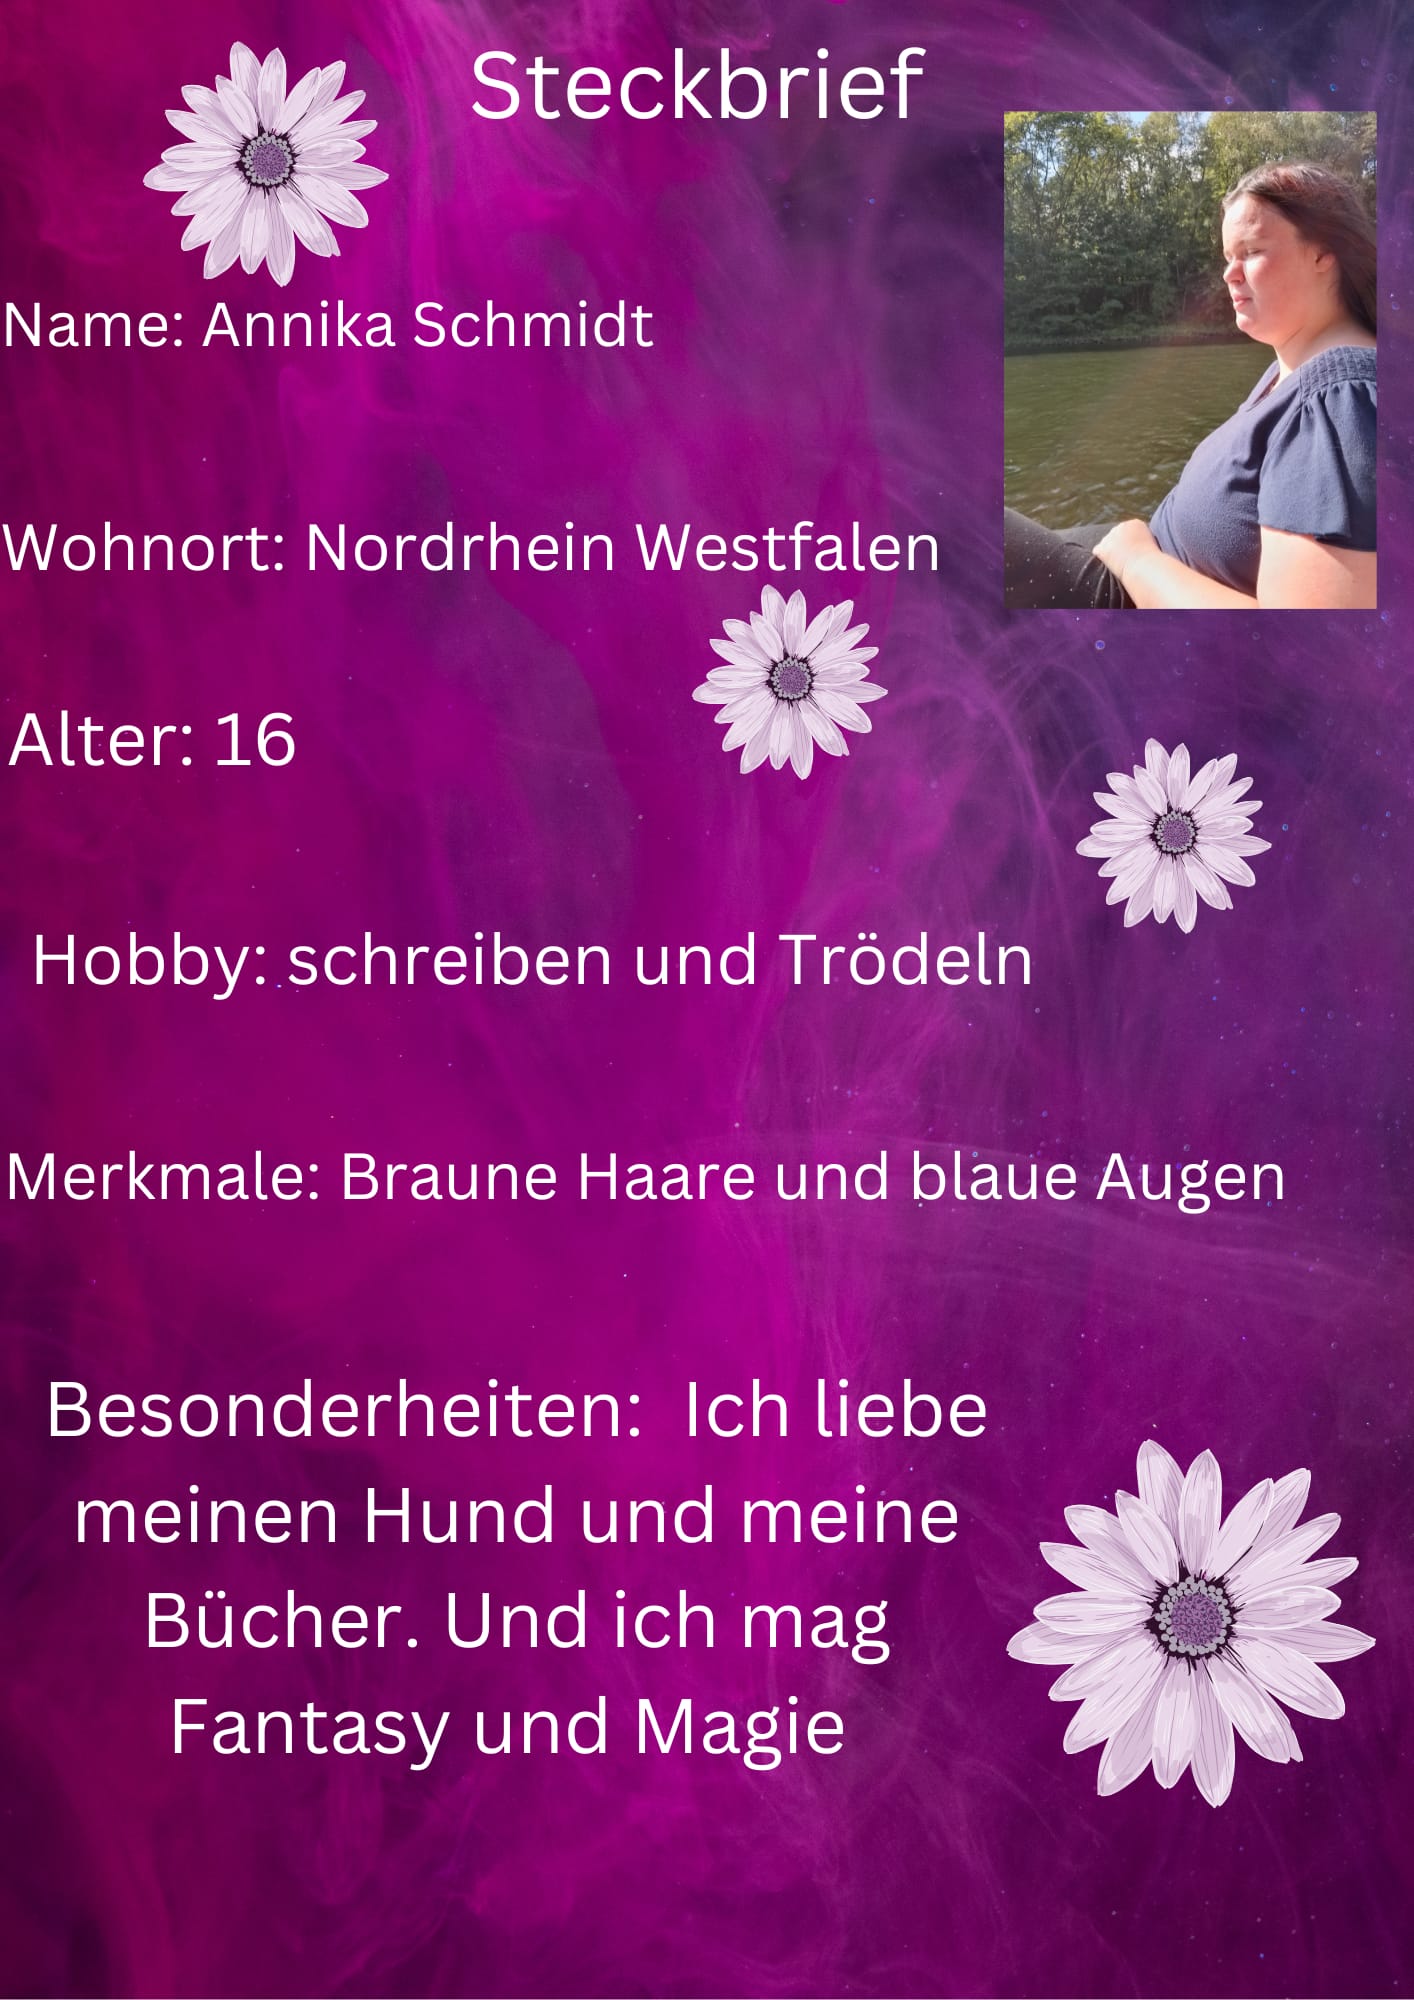 Steckbrief
Name: Annika Schmidt
Wohnort: Nordrhein Westfalen
Alter: 16
Hobby: schreiben und Trödeln
Merkmale: Braune Haare und blaue Augen
Besonderheiten:  Ich liebe
meinen Hund und meine
Bücher. Und ich mag
Fantasy und Magie